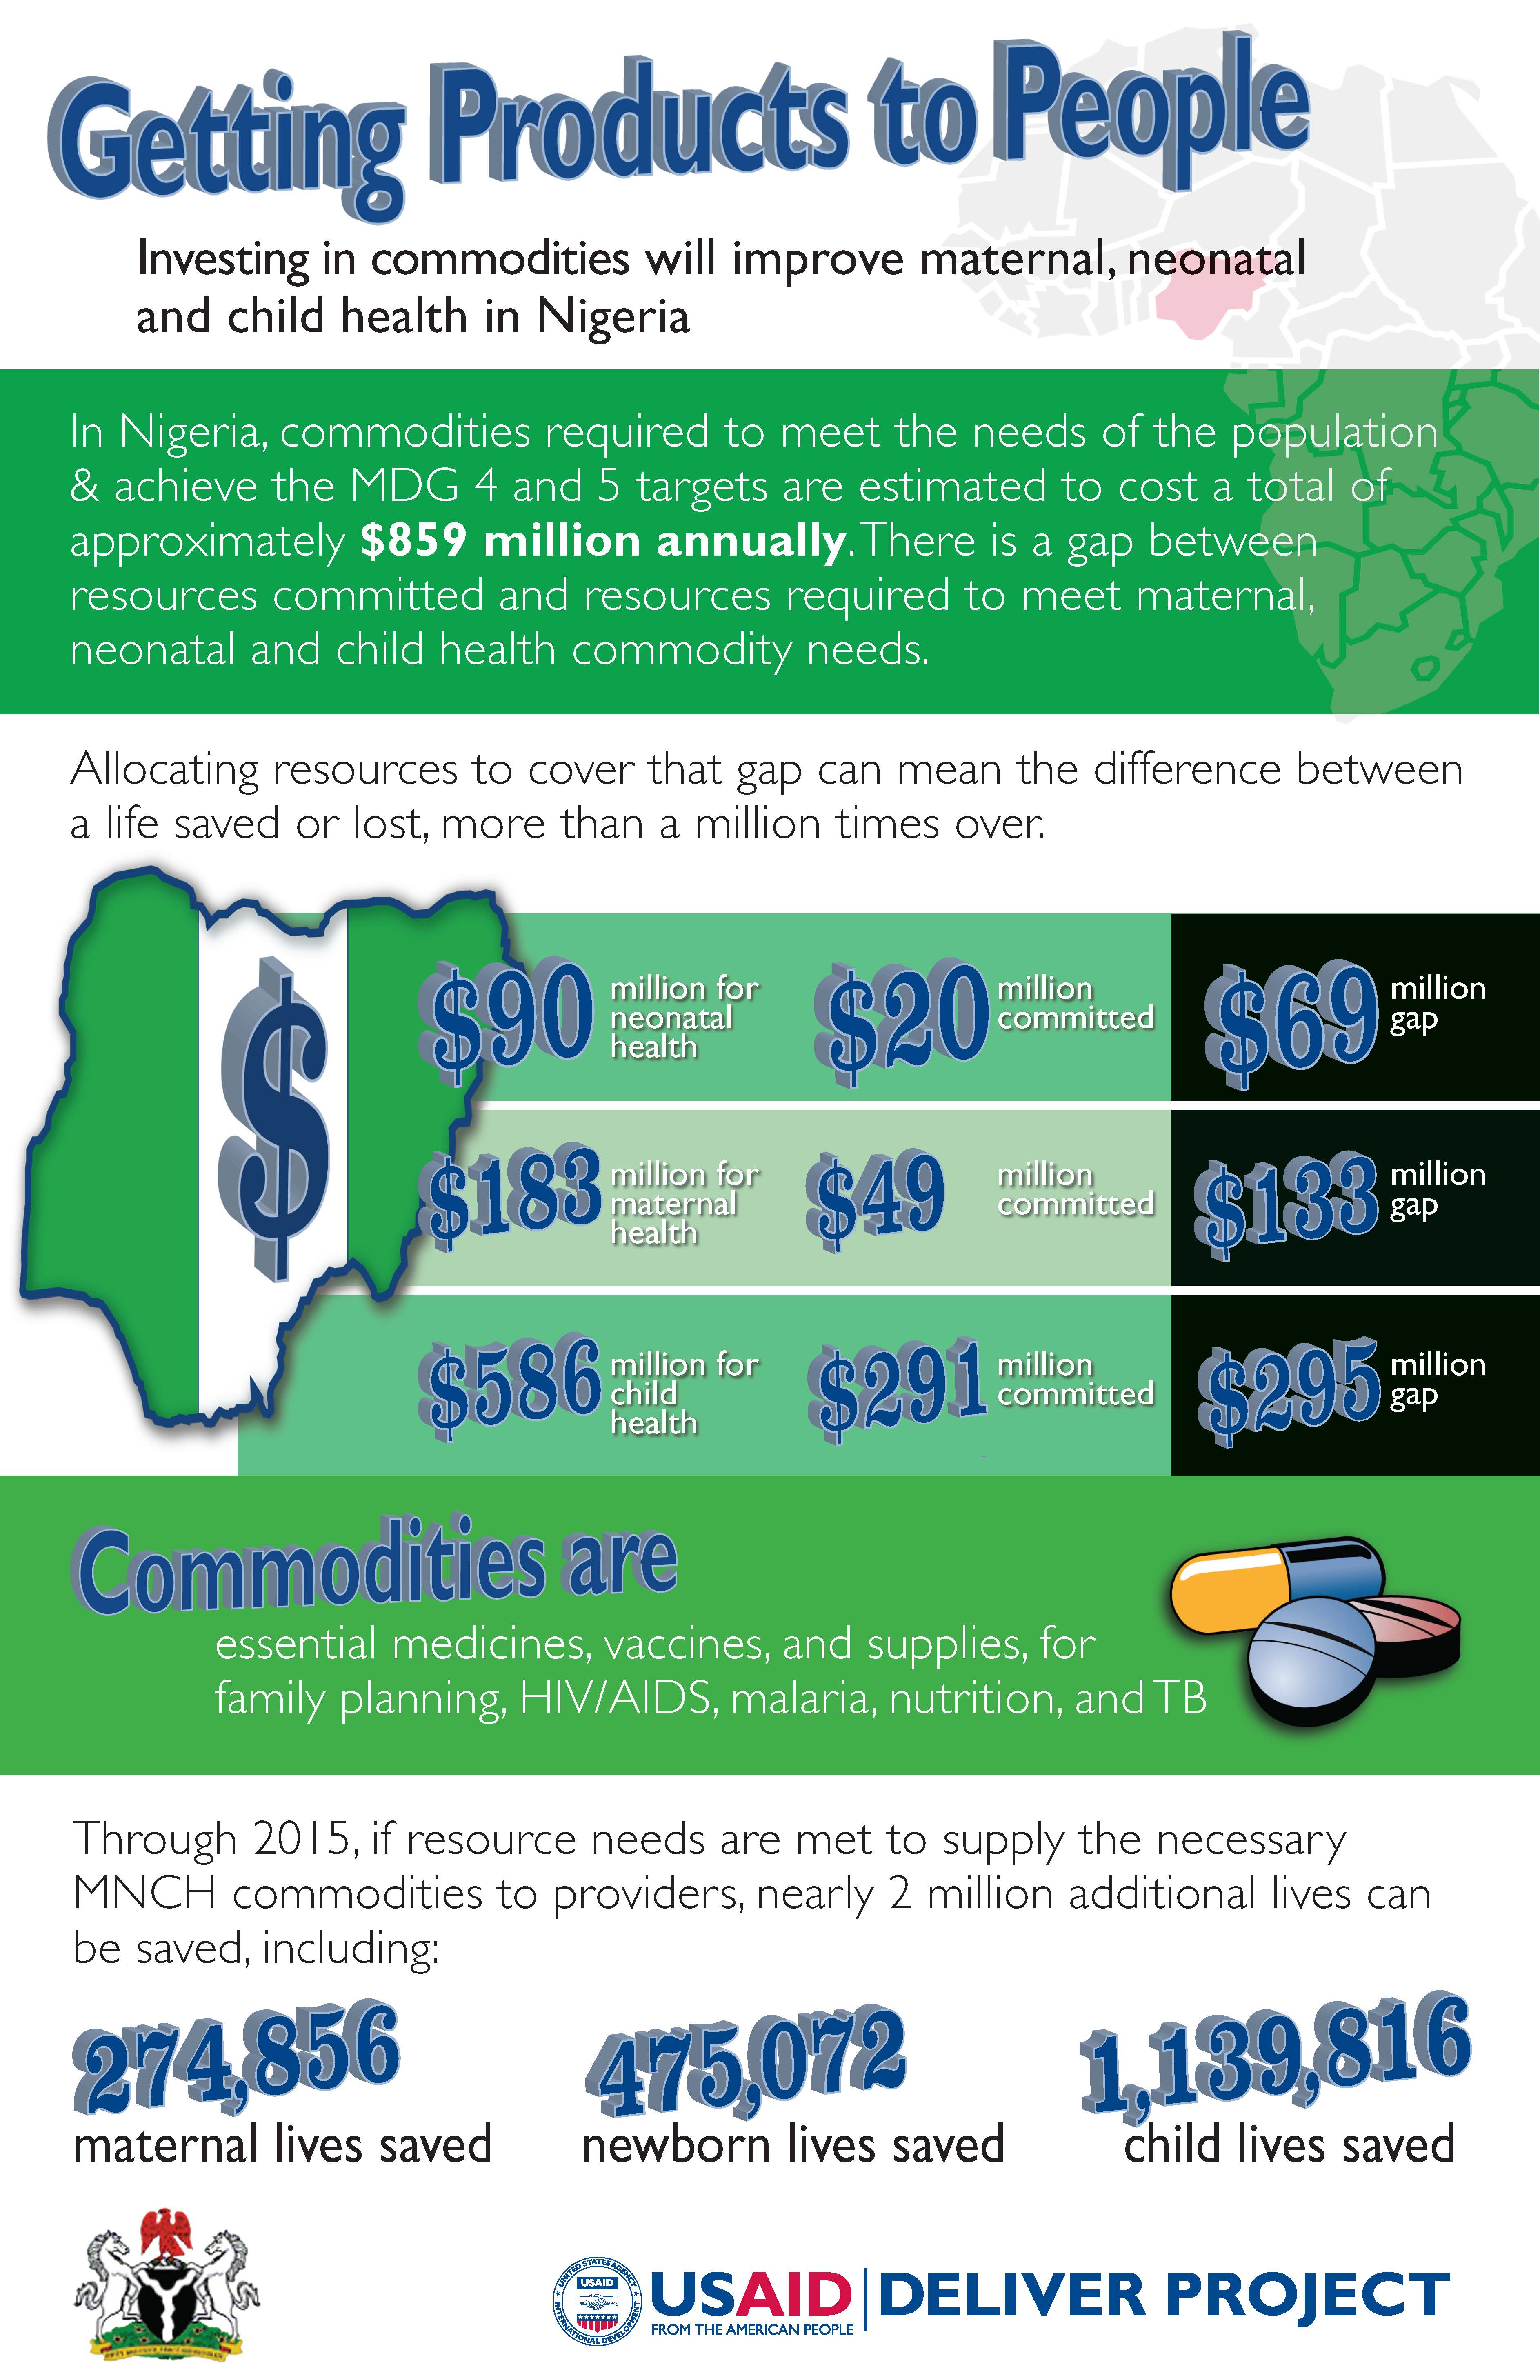 Getting Products to People
Investing in commodities will improve maternal, neonatal
and child health in Nigeria
In Nigeria, commodities required to meet the needs of the population
& achieve the MDG 4 and 5 targets are estimated to cost a total of
approximately $859 million annually. There is a gap between
resources committed and resources required to meet maternal,
neonatal and child health commodity needs.
Allocating resources to cover that gap can mean the difference between
a life saved or lost, more than a million times over.
$
$90 million for
neonatal
health
$20 million
committed
$69 million
gap
$183 million for
maternal
health
$49 million
committed
$133 million
gap
$586 million for
child
health
$291 million
committed
$295 million
gap
Commodities are
essential medicines, vaccines, and supplies, for
family planning, HIV/AIDS, malaria, nutrition, and TB
Through 2015, if resource needs are met to supply the necessary
MNCH commodities to providers, nearly 2 million additional lives can
be saved, including:
274,856
maternal lives saved
475,072
newborn lives saved
1,139,816
child lives saved
UNITED STATES AGENCY
USAID
INTERNATIONAL DEVELOPMENT
USAID
FROM THE AMERICAN PEOPLE
DELIVER PROJECT